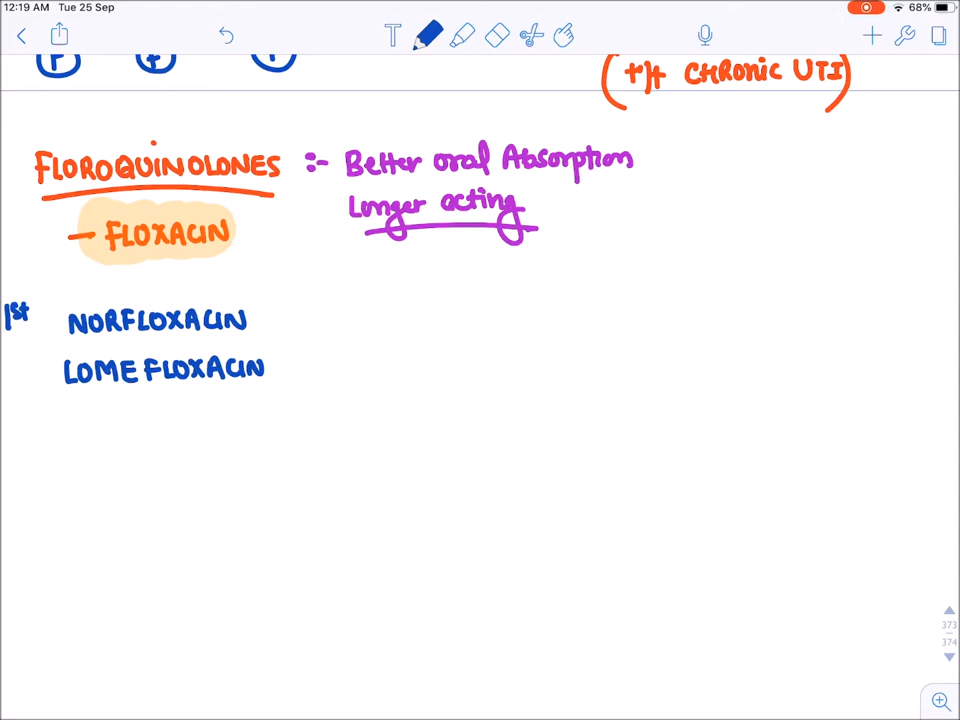 12:19 AM Tue 25 Sep 68%
T
P
(t/t CHRONIC UTI)
FLOROQUINOLONES :- Better oral Absorption
Longer acting
- FLOXACIN
1st NORFLOXACIN
LOMEFLOXACIN
373
374